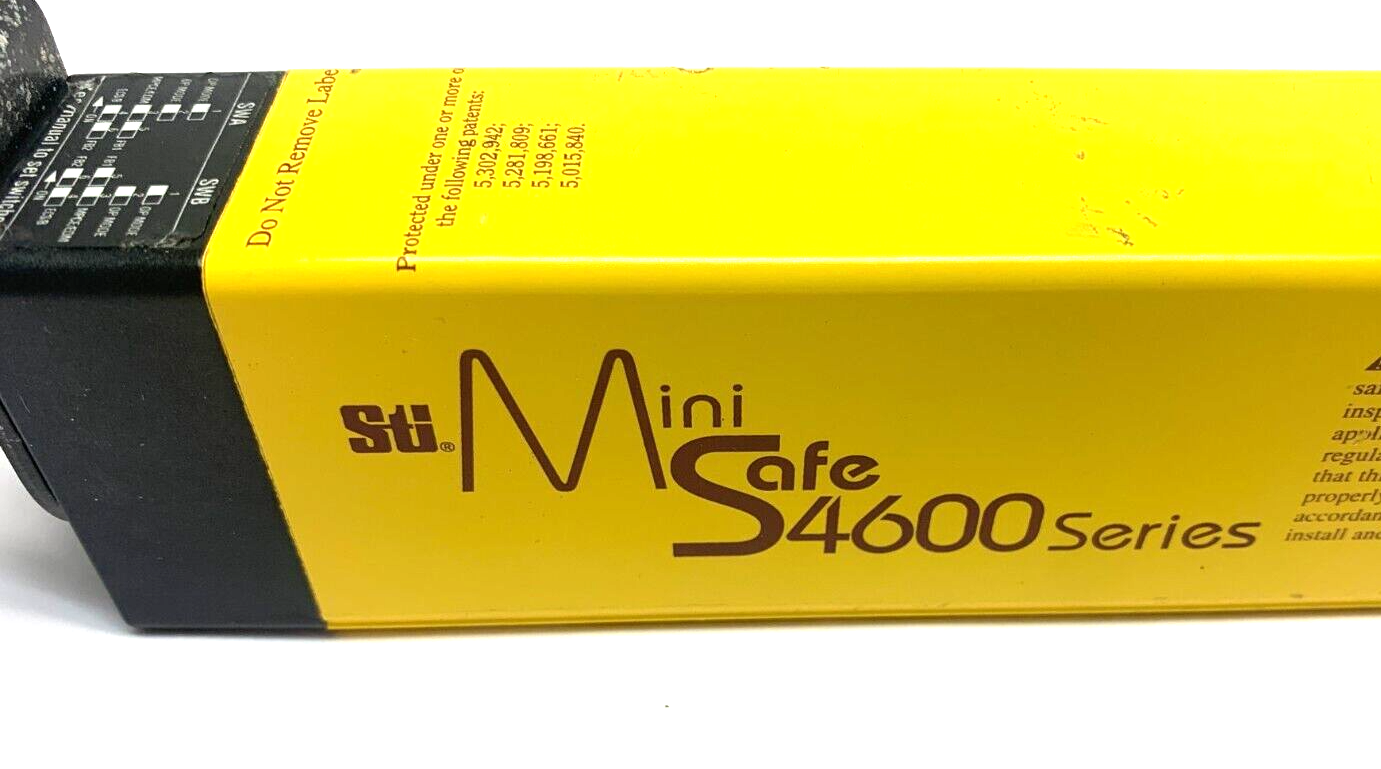 SWA
SWB
Do Not Remove Labe
Protected under one or more o
the following patents:
5,302,942;
5,281,809;
5,198,661;
5,015,840.
Sti® Mini
Safe
S4600 Series
insp
regula
that thi
properly
accordan
install and